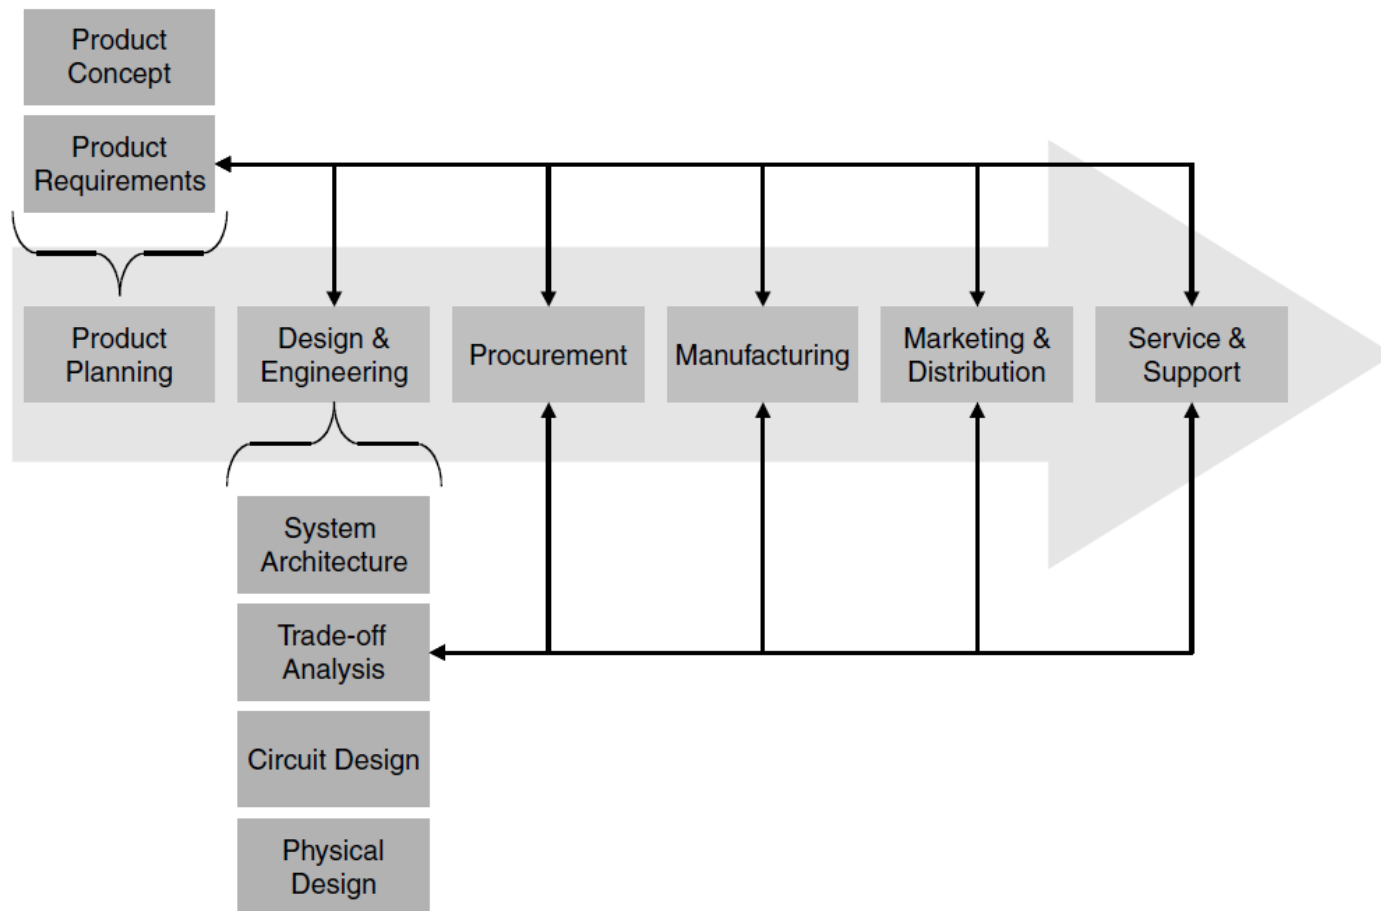 Product
Concept
Product
Requirements
Product
Planning
Design &
Engineering
Procurement
Manufacturing
Marketing &
Distribution
Service &
Support
System
Architecture
Trade-off
Analysis
Circuit Design
Physical
Design